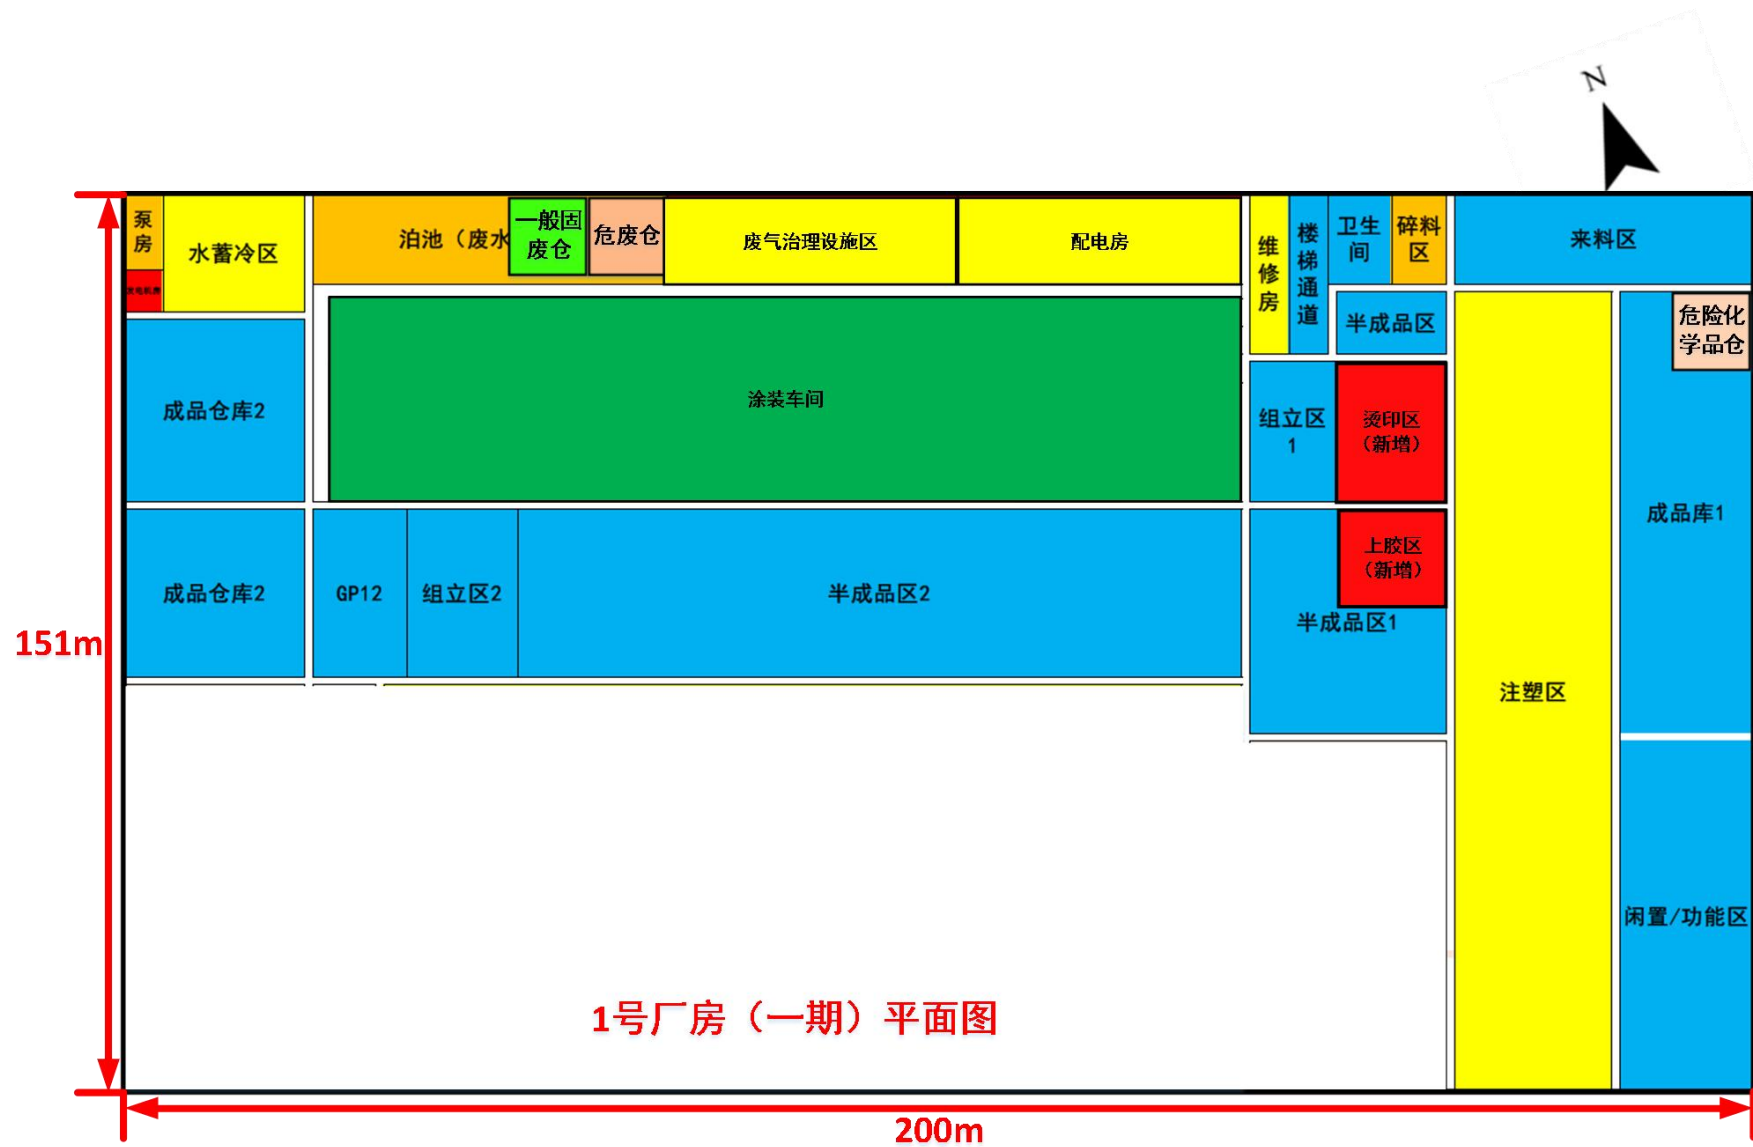 N
泵
房
水蓄冷区
泊池（废水
一般固
废仓
危废仓
废气治理设施区
配电房
维
修
房
楼
梯
通
道
卫生
间
碎料
区
来料区
发电机房
半成品区
危险化
学品仓
成品仓库2
涂装车间
组立区
1
烫印区
（新增）
成品库1
成品仓库2
GP12
组立区2
半成品区2
上胶区
（新增）
半成品区1
151m
注塑区
闲置/功能区
1号厂房（一期）平面图
200m